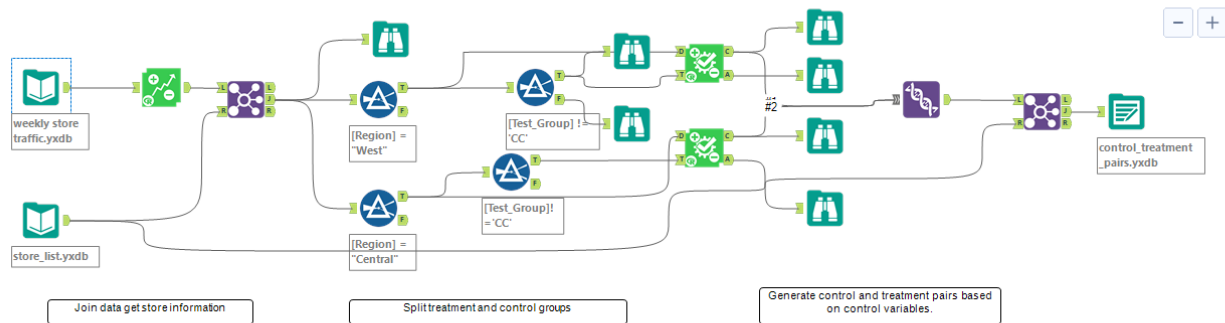 weekly store
traffic.yxdb
store_list.yxdb
L
R
L
J
R
[Region] =
"West"
T
F
[Region] =
"Central"
T
F
[Test_Group] !=
'CC'
T
F
[Test_Group]!
='CC'
T
F
D
T
C
A
D
T
C
A
#1
#2
L
R
L
J
R
control_treatment
_pairs.yxdb
Join data get store information
Split treatment and control groups
Generate control and treatment pairs based
on control variables.